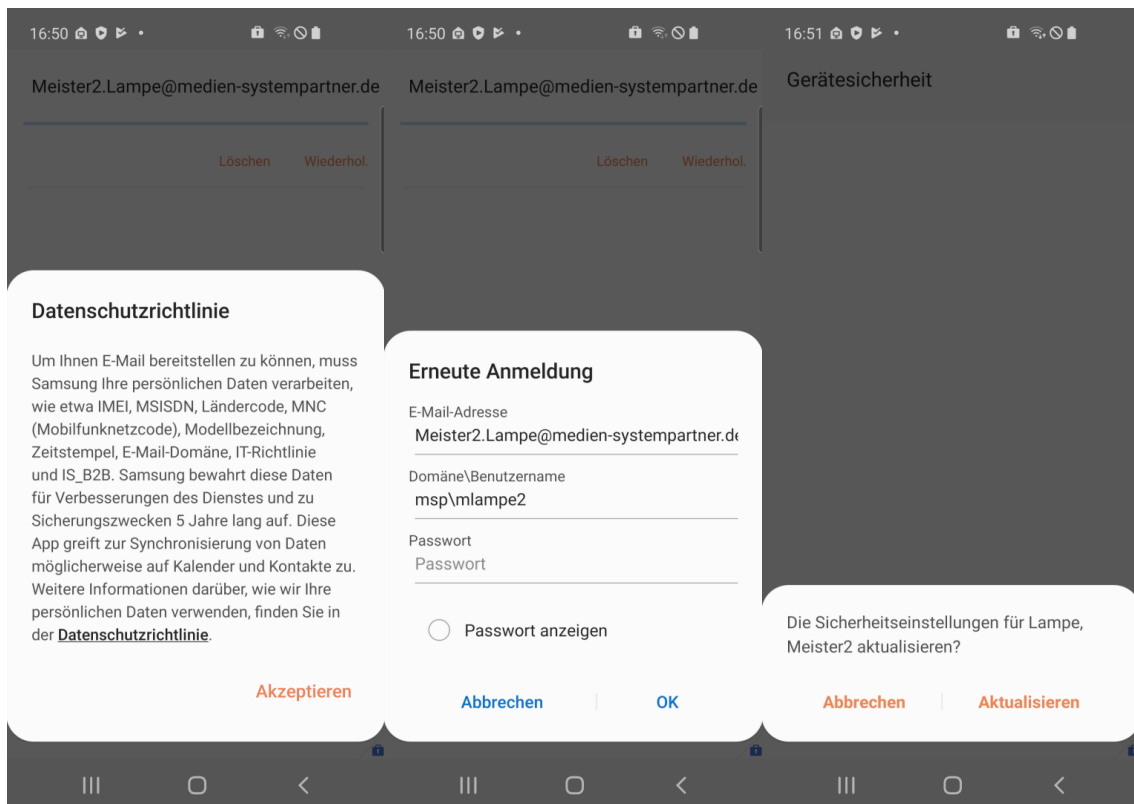 16:50
Meister2.Lampe@medien-systempartner.de
Löschen Wiederhol.
Datenschutzrichtlinie
Um Ihnen E-Mail bereitstellen zu können, muss
Samsung Ihre persönlichen Daten verarbeiten,
wie etwa IMEI, MSISDN, Ländercode, MNC
(Mobilfunknetzcode), Modellbezeichnung,
Zeitstempel, E-Mail-Domäne, IT-Richtlinie
und IS_B2B. Samsung bewahrt diese Daten
für Verbesserungen des Dienstes und zu
Sicherungszwecken 5 Jahre lang auf. Diese
App greift zur Synchronisierung von Daten
möglicherweise auf Kalender und Kontakte zu.
Weitere Informationen darüber, wie wir Ihre
persönlichen Daten verwenden, finden Sie in
der Datenschutzrichtlinie.
Akzeptieren
16:50
Meister2.Lampe@medien-systempartner.de
Löschen Wiederhol.
Erneute Anmeldung
E-Mail-Adresse
Meister2.Lampe@medien-systempartner.de
Domäne\Benutzername
msp\mlampe2
Passwort
Passwort
Passwort anzeigen
Abbrechen OK
16:51
Gerätesicherheit
Die Sicherheitseinstellungen für Lampe,
Meister2 aktualisieren?
Abbrechen Aktualisieren